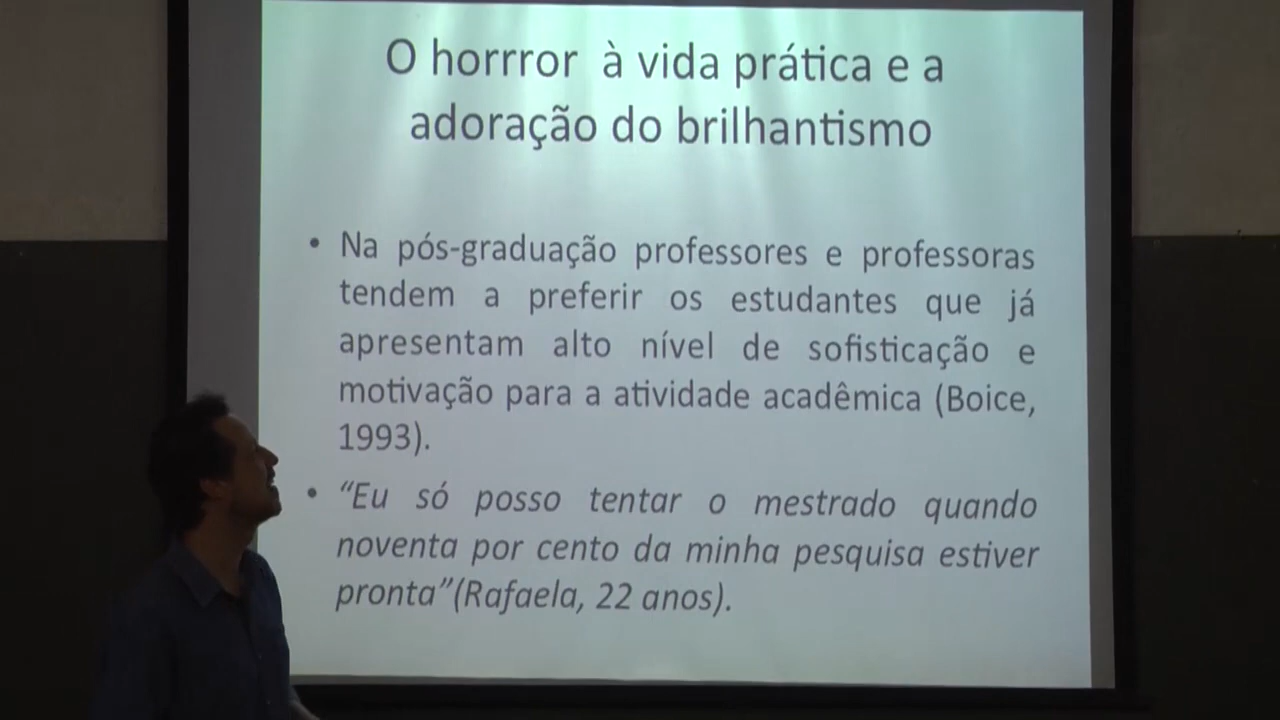 O horrror à vida prática e a
adoração do brilhantismo
• Na pós-graduação professores e professoras
tendem a preferir os estudantes que já
apresentam alto nível de sofisticação e
motivação para a atividade acadêmica (Boice,
1993).
• “Eu só posso tentar o mestrado quando
noventa por cento da minha pesquisa estiver
pronta”(Rafaela, 22 anos).